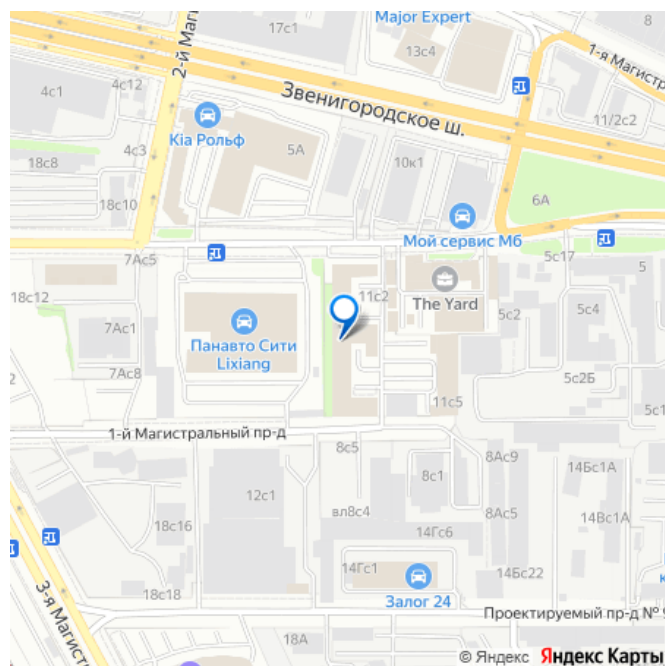 Major Expert
17с1
13с4
8
1-я Магистр
2-й Маги
4с12
4с1
Звенигородское ш.
11/2с2
Kia Рольф
4с3
5А
18с8
10к1
18с10
6А
Мой сервис Мб
7Ас5
5с17
5
18с12
11с2
The Yard
5с4
7Ас1
Панавто Сити
Lixiang
5с2
7Ас8
5с2Б
11с5
5с1
1-й Магистральный пр-д
8с5
8Ас9
8с1
14Бс1А
12с1
вл8с4
8Ас5
14Вс1А
18с16
14Гс6
14Гс1
14Бс22
18с18
Залог 24
3-я Магист
Проектируемый пр-д №
18А
© Яндекс Яндекс Карты